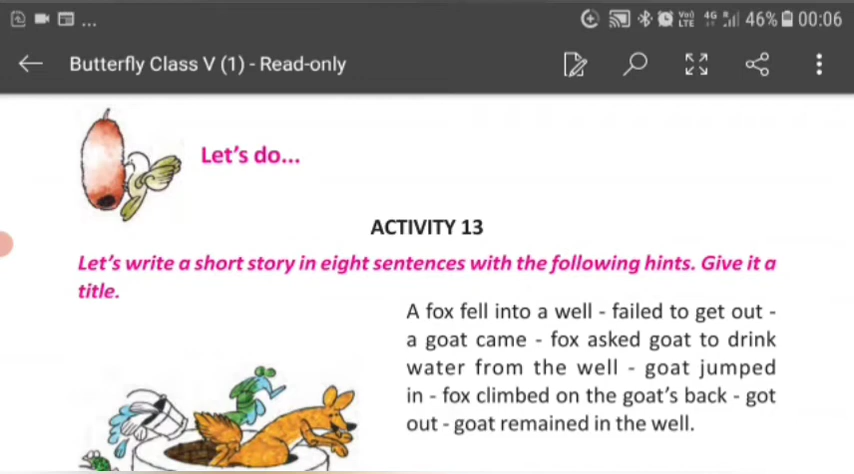 ... Vo)) LTE 4G R 46% 00:06
Butterfly Class V (1) - Read-only
Let's do...
ACTIVITY 13
Let's write a short story in eight sentences with the following hints. Give it a
title.
A fox fell into a well - failed to get out -
a goat came - fox asked goat to drink
water from the well - goat jumped
in - fox climbed on the goat's back - got
out - goat remained in the well.